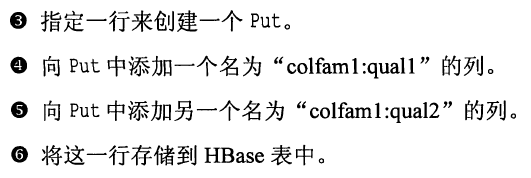 ❸ 指定一行来创建一个 Put。
❹ 向 Put 中添加一个名为“colfam1:qual1”的列。
❺ 向 Put 中添加另一个名为“colfam1:qual2”的列。
❻ 将这一行存储到 HBase 表中。